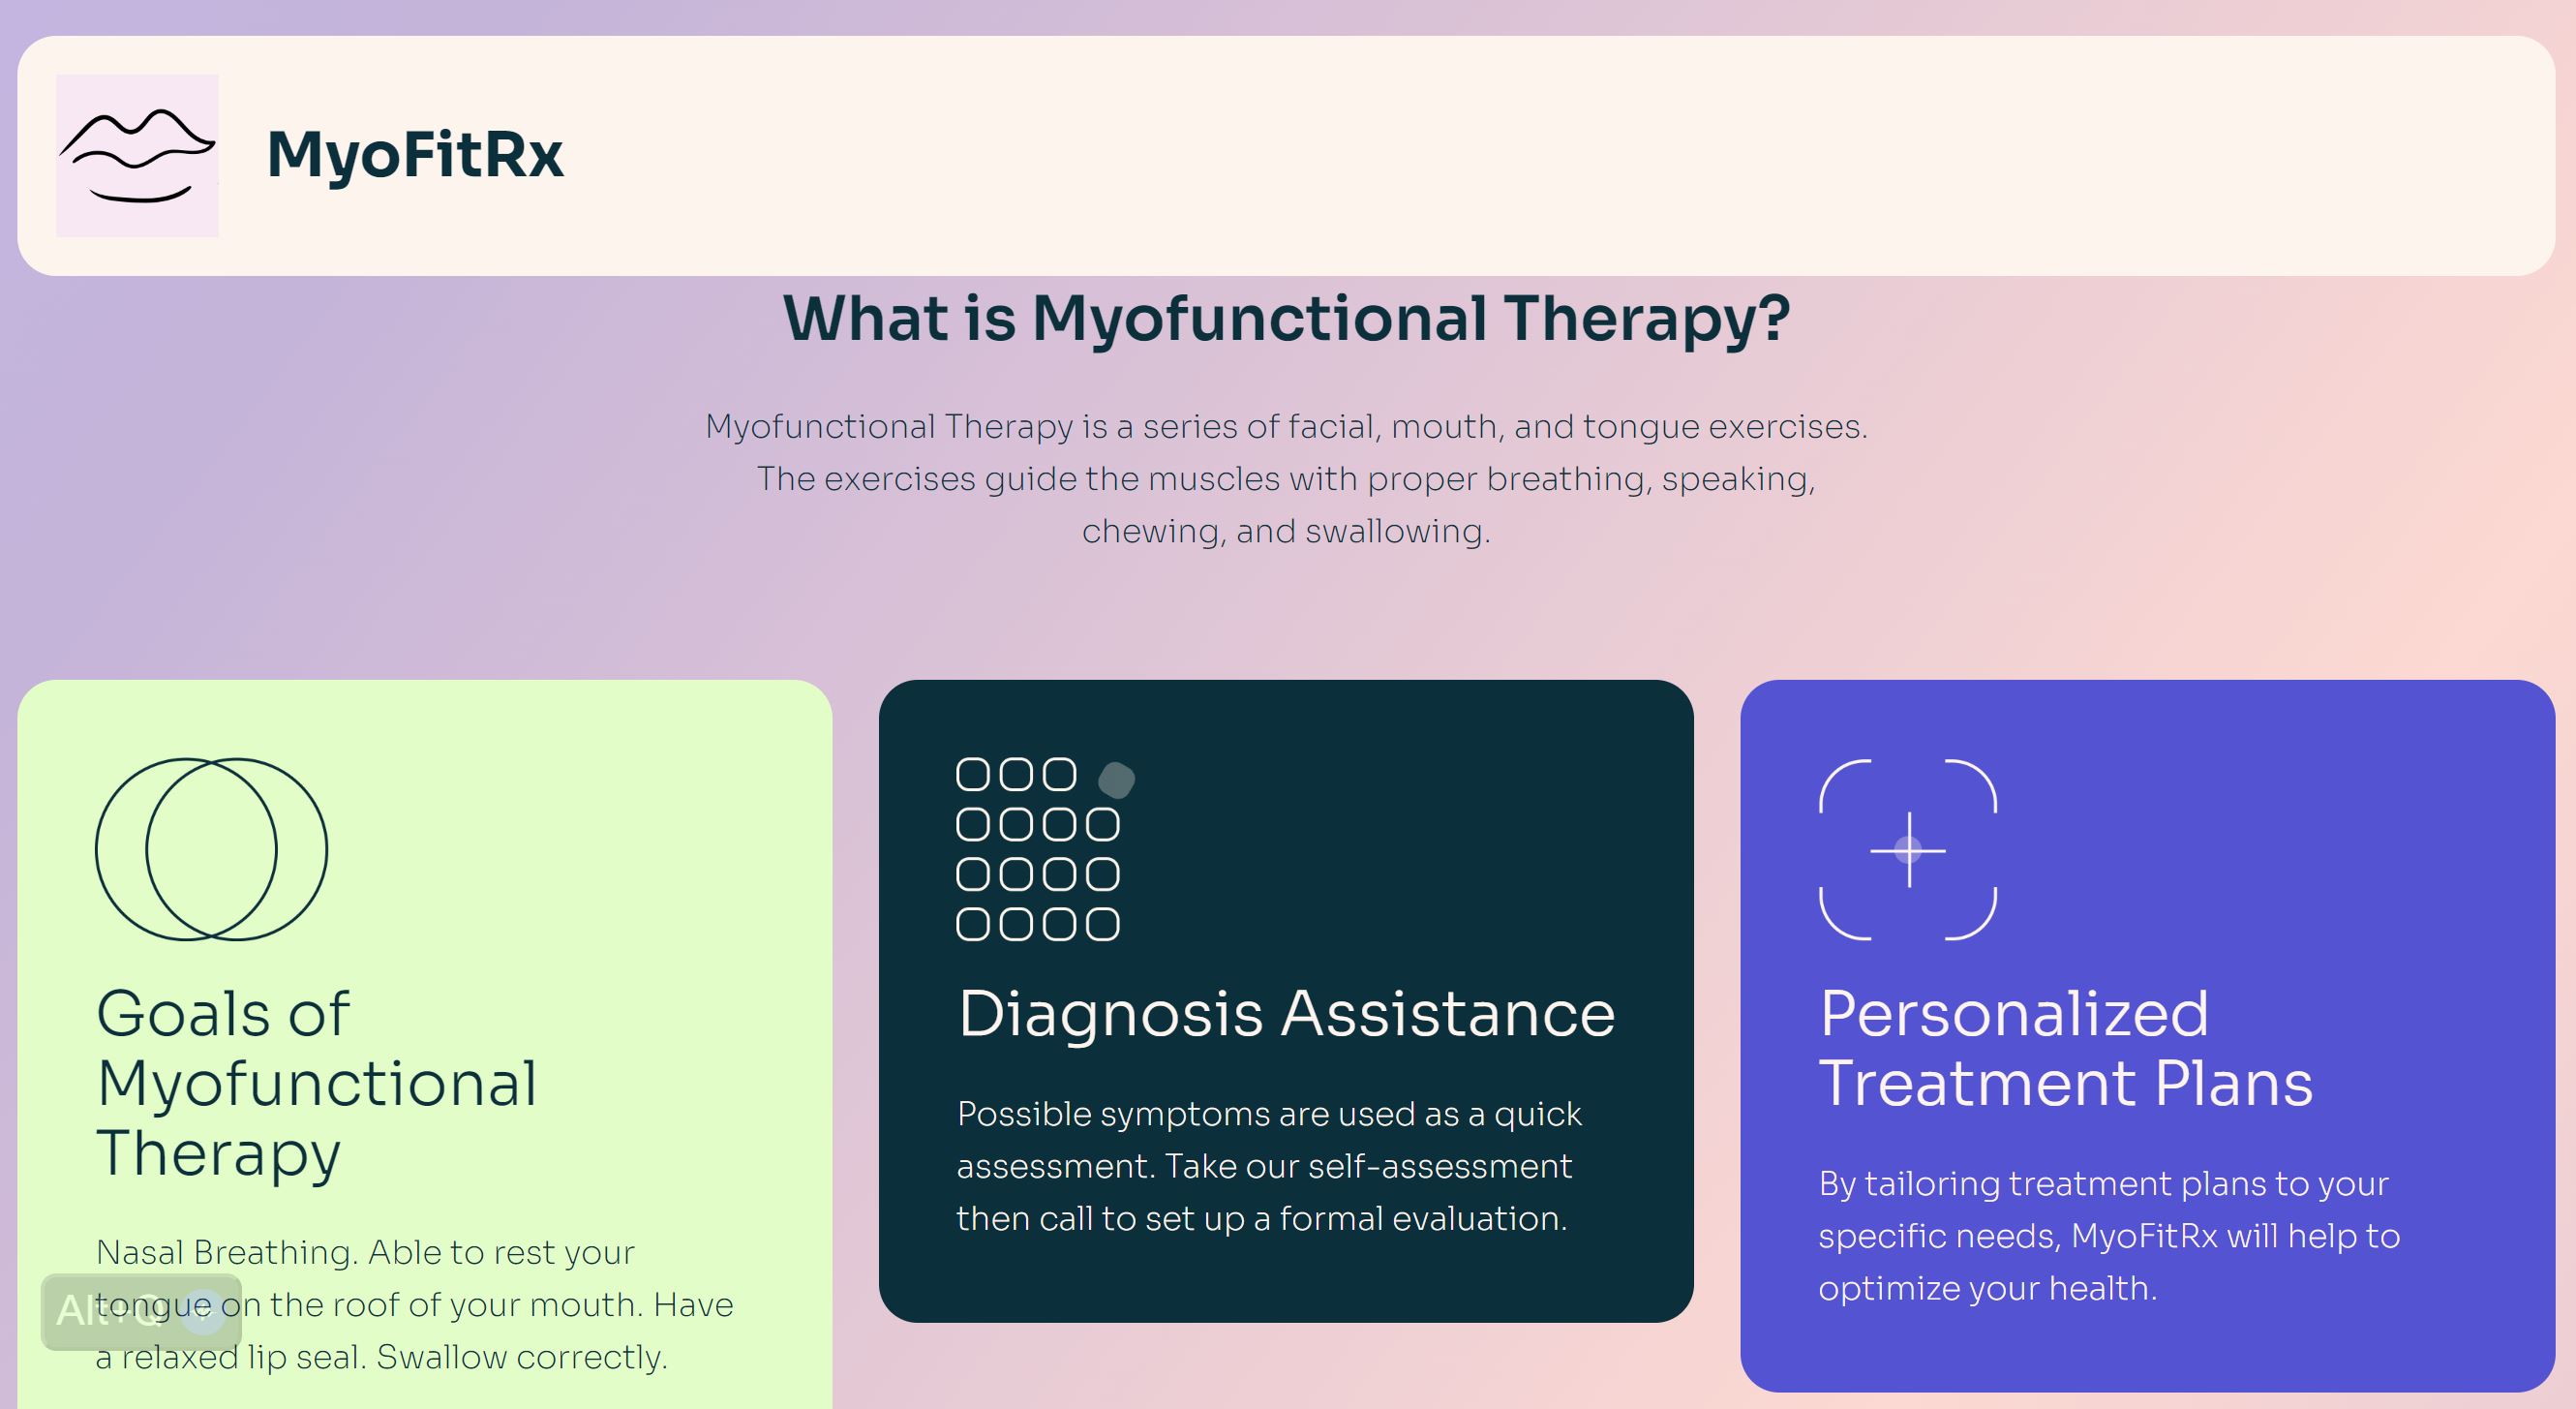 MyoFitRx
What is Myofunctional Therapy?
Myofunctional Therapy is a series of facial, mouth, and tongue exercises.
The exercises guide the muscles with proper breathing, speaking,
chewing, and swallowing.
Goals of
Myofunctional
Therapy
Nasal Breathing. Able to rest your
tongue on the roof of your mouth. Have
a relaxed lip seal. Swallow correctly.
Alt+Q
Diagnosis Assistance
Possible symptoms are used as a quick
assessment. Take our self-assessment
then call to set up a formal evaluation.
Personalized
Treatment Plans
By tailoring treatment plans to your
specific needs, MyoFitRx will help to
optimize your health.